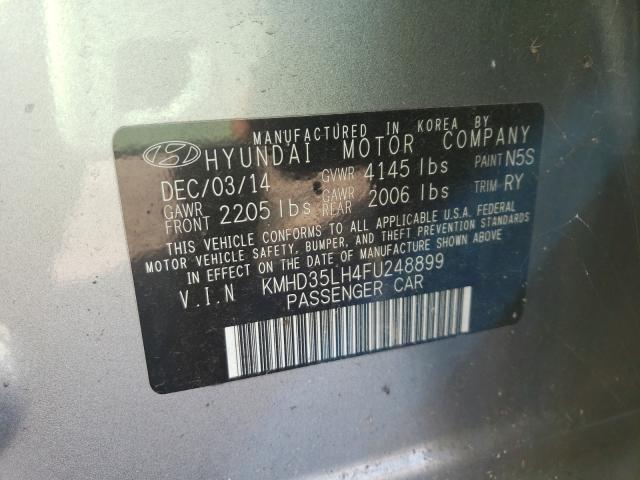 MANUFACTURED IN KOREA BY
HYUNDAI MOTOR COMPANY
DEC/03/14 GVWR 4145 lbs PAINT N5S
GAWR FRONT 2205 lbs GAWR REAR 2006 lbs TRIM RY
THIS VEHICLE CONFORMS TO ALL APPLICABLE U.S.A. FEDERAL
MOTOR VEHICLE SAFETY, BUMPER, AND THEFT PREVENTION STANDARDS
IN EFFECT ON THE DATE OF MANUFACTURE SHOWN ABOVE
V.I.N KMHD35LH4FU248899
PASSENGER CAR